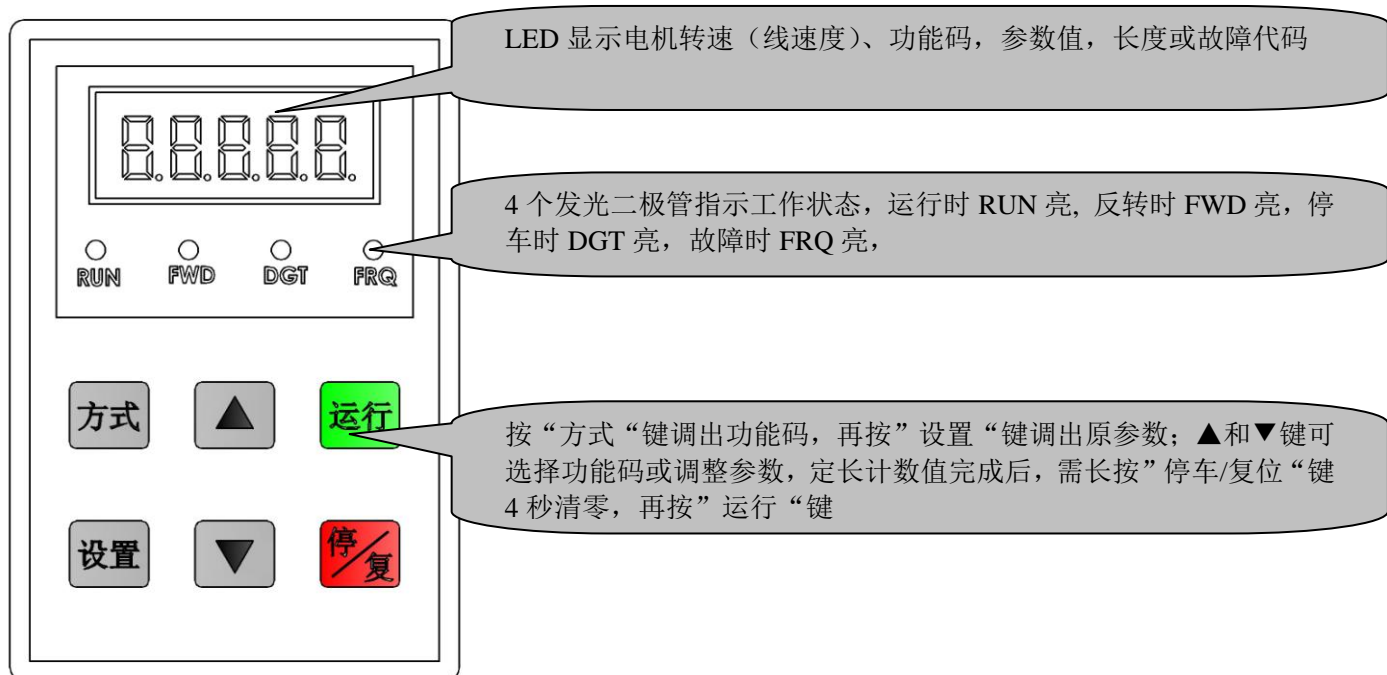 LED 显示电机转速（线速度）、功能码，参数值，长度或故障代码
8.8.8.8.8.
4 个发光二极管指示工作状态，运行时 RUN 亮, 反转时 FWD 亮，停
车时 DGT 亮，故障时 FRQ 亮，
RUN FWD DGT FRQ
方式 ▲ 运行
按“方式“键调出功能码，再按”设置“键调出原参数；▲和▼键可
选择功能码或调整参数，定长计数值完成后，需长按”停车/复位“键
4 秒清零，再按”运行“键
设置 ▼ 停/复